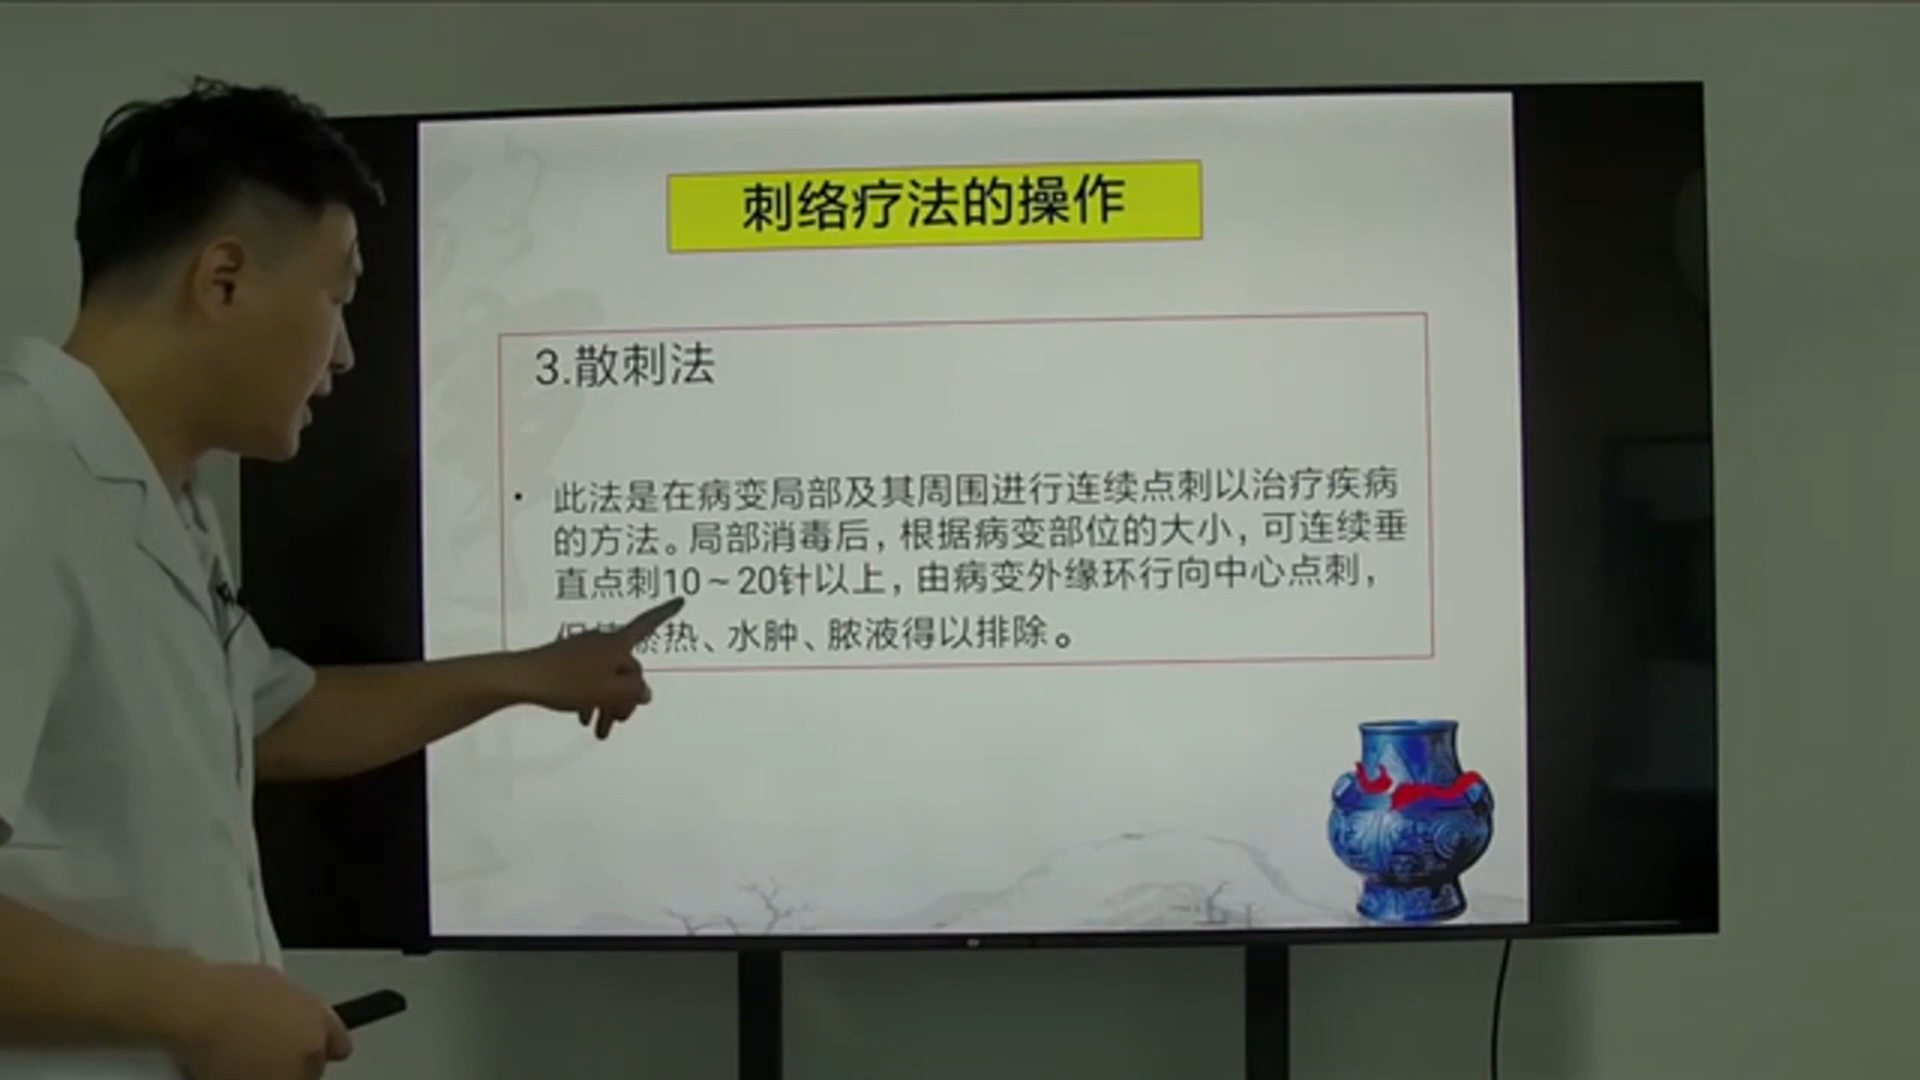 刺络疗法的操作
3.散刺法
• 此法是在病变局部及其周围进行连续点刺以治疗疾病
的方法。局部消毒后，根据病变部位的大小，可连续垂
直点刺10～20针以上，由病变外缘环行向中心点刺，
热、水肿、脓液得以排除。